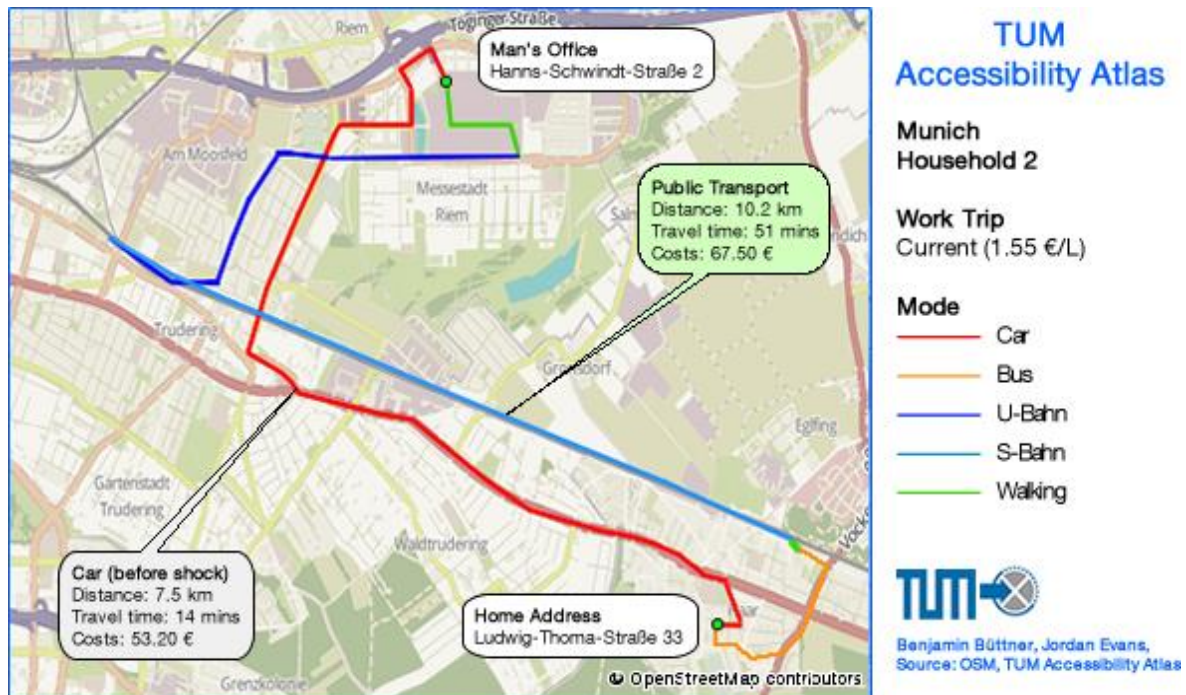 Töginger Straße
Riem
Man's Office
Hanns-Schwindt-Straße 2
Am Moosfeld
Messestadt
Riem
Public Transport
Distance: 10.2 km
Travel time: 51 mins
Costs: 67.50 €
Trudering
Gronsdorf
Eglfing
Gartenstadt
Trudering
Waldtrudering
Car (before shock)
Distance: 7.5 km
Travel time: 14 mins
Costs: 53.20 €
Home Address
Ludwig-Thoma-Straße 33
Grenzkolonie
© OpenStreetMap contributors
TUM
Accessibility Atlas
Munich
Household 2
Work Trip
Current (1.55 €/L)
Mode
Car
Bus
U-Bahn
S-Bahn
Walking
TUM
Benjamin Büttner, Jordan Evans,
Source: OSM, TUM Accessibility Atlas